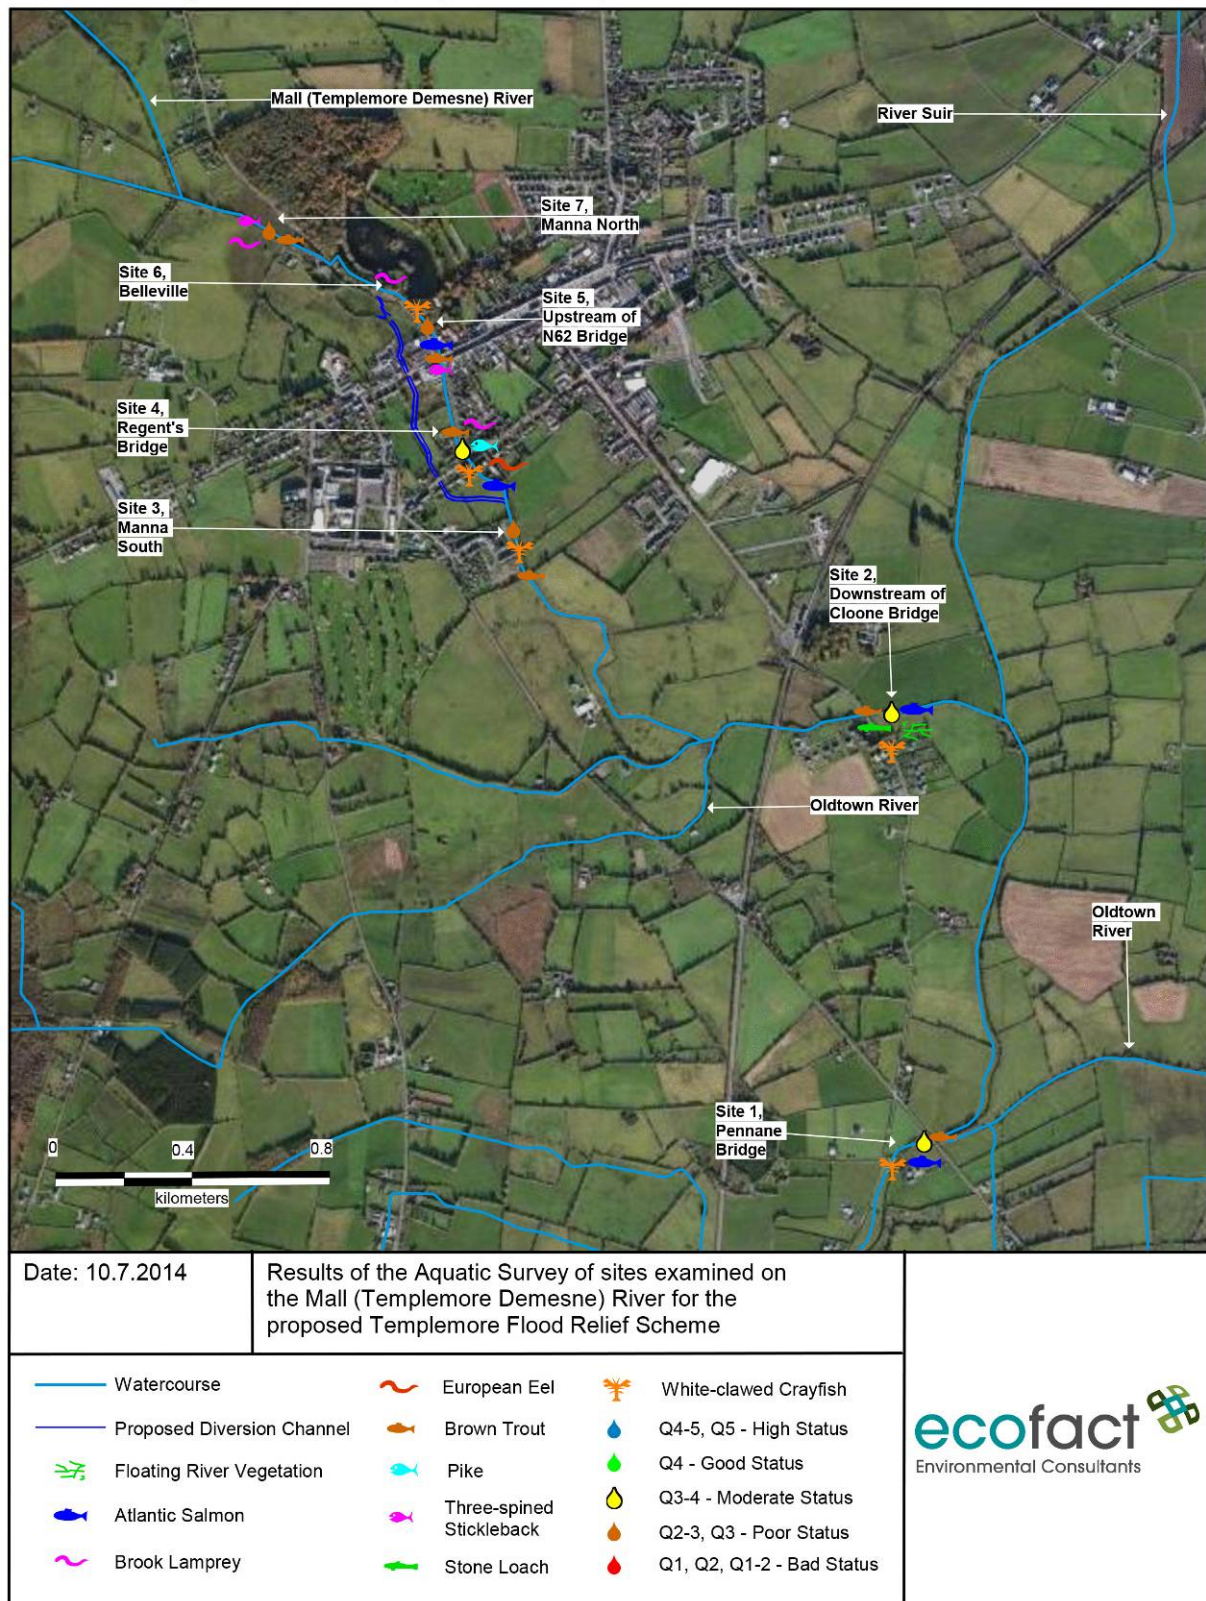 Mall (Templemore Demesne) River
River Suir
Site 7,
Manna North
Site 6,
Belleville
Site 5,
Upstream of
N62 Bridge
Site 4,
Regent's
Bridge
Site 3,
Manna
South
Site 2,
Downstream of
Cloone Bridge
Oldtown River
Oldtown
River
Site 1,
Pennane
Bridge
0 0.4 0.8
kilometers
Date: 10.7.2014
Results of the Aquatic Survey of sites examined on
the Mall (Templemore Demesne) River for the
proposed Templemore Flood Relief Scheme
Watercourse
Proposed Diversion Channel
Floating River Vegetation
Atlantic Salmon
Brook Lamprey
European Eel
Brown Trout
Pike
Three-spined
Stickleback
Stone Loach
White-clawed Crayfish
Q4-5, Q5 - High Status
Q4 - Good Status
Q3-4 - Moderate Status
Q2-3, Q3 - Poor Status
Q1, Q2, Q1-2 - Bad Status
ecofact
Environmental Consultants